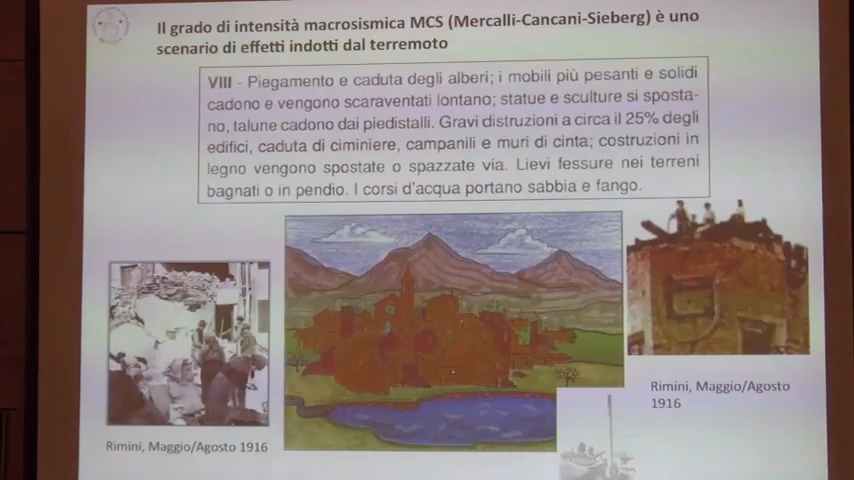 Il grado di intensità macrosismica MCS (Mercalli-Cancani-Sieberg) è uno
scenario di effetti indotti dal terremoto
VIII - Piegamento e caduta degli alberi; i mobili più pesanti e solidi
cadono e vengono scaraventati lontano; statue e sculture si sposta-
no, talune cadono dai piedistalli. Gravi distruzioni a circa il 25% degli
edifici, caduta di ciminiere, campanili e muri di cinta; costruzioni in
legno vengono spostate o spazzate via. Lievi fessure nei terreni
bagnati o in pendio. I corsi d'acqua portano sabbia e fango.
Rimini, Maggio/Agosto
1916
Rimini, Maggio/Agosto 1916